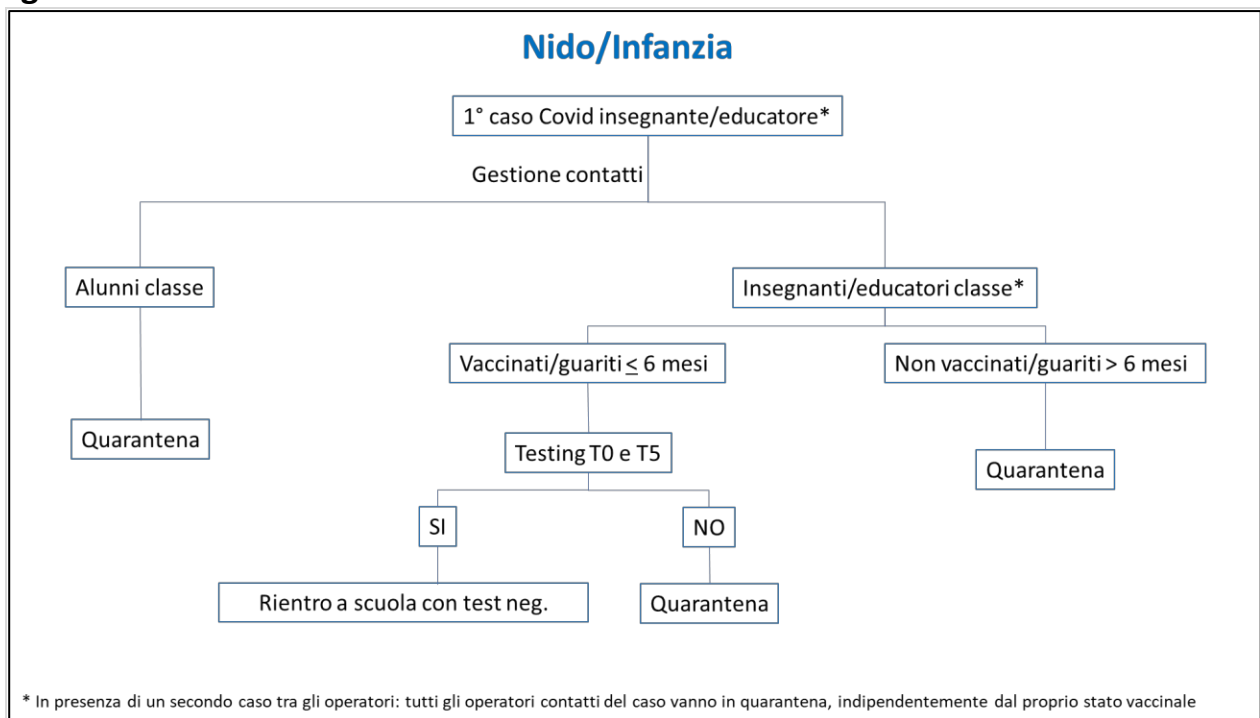 Nido/Infanzia
1° caso Covid insegnante/educatore*
Gestione contatti
Alunni classe
Insegnanti/educatori classe*
Vaccinati/guariti ≤ 6 mesi
Non vaccinati/guariti > 6 mesi
Quarantena
Testing T0 e T5
Quarantena
SI
NO
Rientro a scuola con test neg.
Quarantena
* In presenza di un secondo caso tra gli operatori: tutti gli operatori contatti del caso vanno in quarantena, indipendentemente dal proprio stato vaccinale